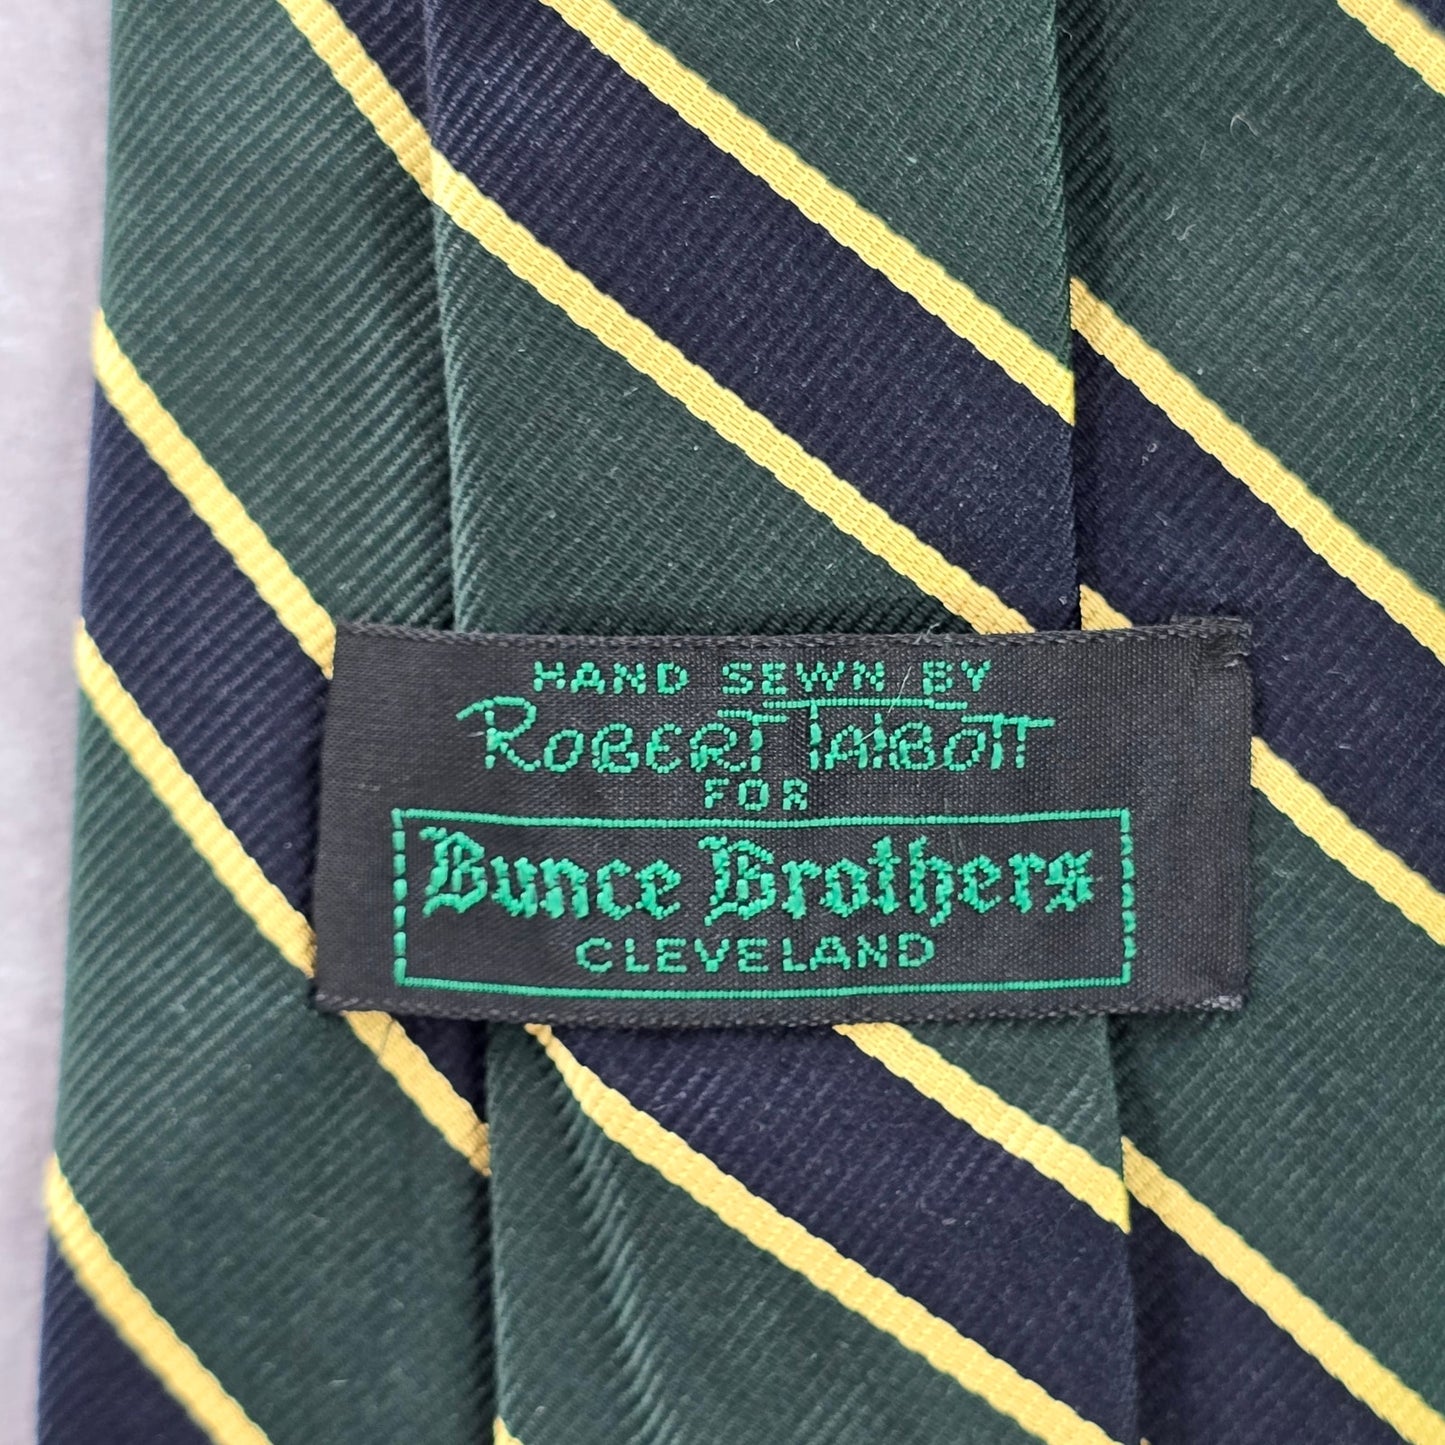 HAND SEWN BY
ROBERT TALBOTT
FOR
Bunce Brothers
CLEVELAND